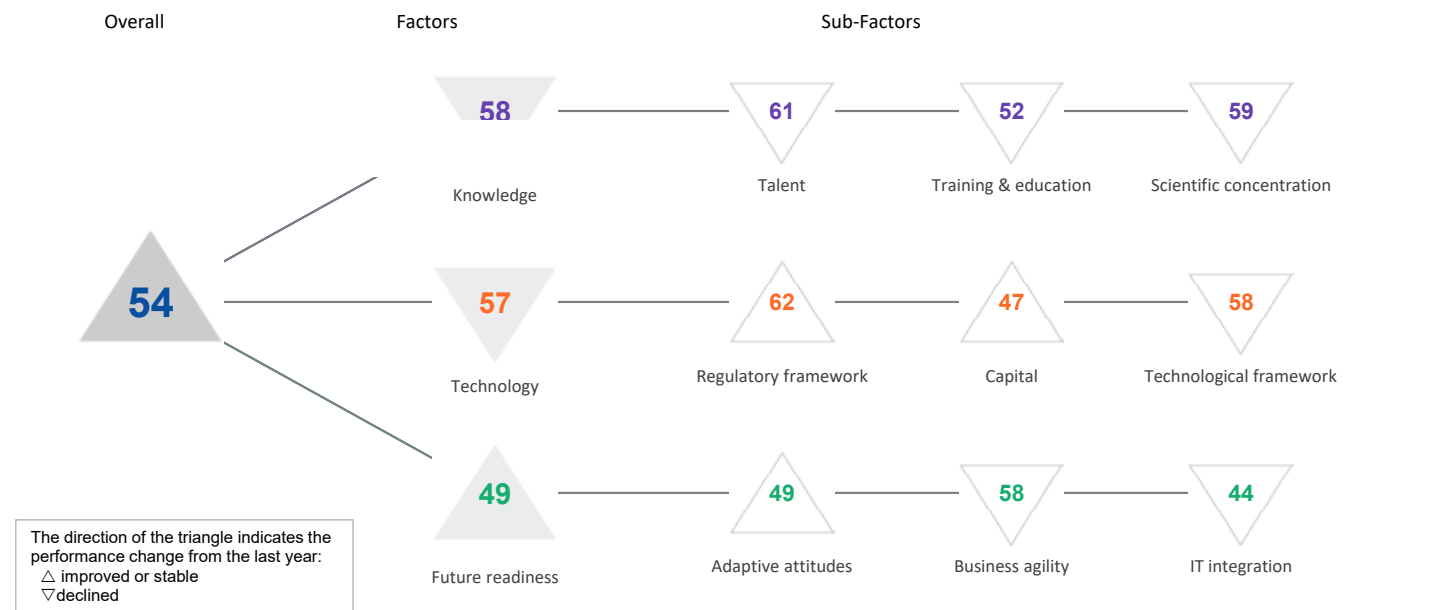 Overall
Factors
Sub-Factors
58
61
52
59
Knowledge
Talent
Training & education
Scientific concentration
54
57
62
47
58
Technology
Regulatory framework
Capital
Technological framework
49
49
58
44
Future readiness
Adaptive attitudes
Business agility
IT integration
The direction of the triangle indicates the
performance change from the last year:
△ improved or stable
▽declined